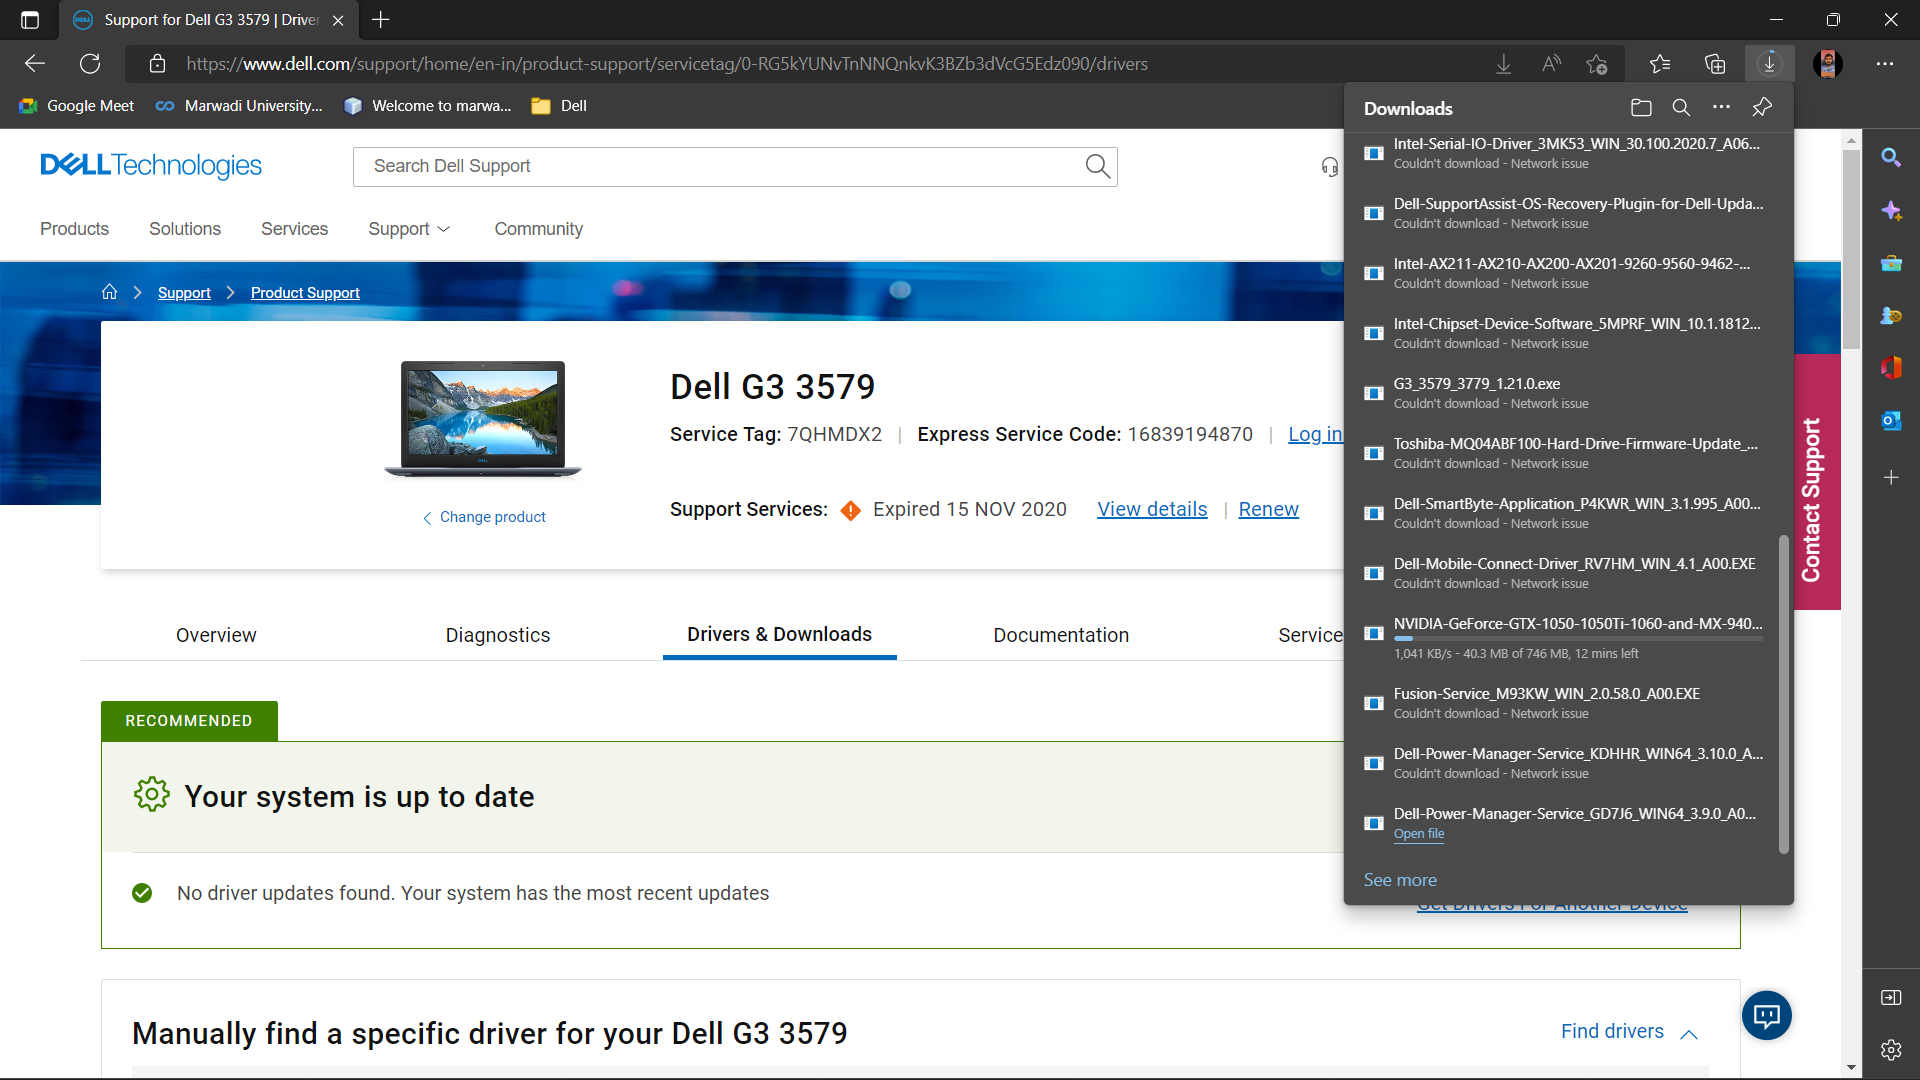 Support for Dell G3 3579 | Driver
https://www.dell.com/support/home/en-in/product-support/servicetag/0-RG5kYUNvTnNNQnkvK3BZb3dVcG5Edz090/drivers
Google Meet
Marwadi University...
Welcome to marwa...
Dell
DELL Technologies
Search Dell Support
Products
Solutions
Services
Support
Community
Support
Product Support
Dell G3 3579
Service Tag: 7QHMDX2 | Express Service Code: 16839194870 | Log in
Support Services: Expired 15 NOV 2020 View details | Renew
Change product
Overview
Diagnostics
Drivers & Downloads
Documentation
Service
RECOMMENDED
Your system is up to date
No driver updates found. Your system has the most recent updates
Get Drivers For Another Device
Manually find a specific driver for your Dell G3 3579
Find drivers
Contact Support
Downloads
Intel-Serial-IO-Driver_3MK53_WIN_30.100.2020.7_A06...
Couldn't download - Network issue
Dell-SupportAssist-OS-Recovery-Plugin-for-Dell-Upda...
Couldn't download - Network issue
Intel-AX211-AX210-AX200-AX201-9260-9560-9462-...
Couldn't download - Network issue
Intel-Chipset-Device-Software_5MPRF_WIN_10.1.1812...
Couldn't download - Network issue
G3_3579_3779_1.21.0.exe
Couldn't download - Network issue
Toshiba-MQ04ABF100-Hard-Drive-Firmware-Update_...
Couldn't download - Network issue
Dell-SmartByte-Application_P4KWR_WIN_3.1.995_A00...
Couldn't download - Network issue
Dell-Mobile-Connect-Driver_RV7HM_WIN_4.1_A00.EXE
Couldn't download - Network issue
NVIDIA-GeForce-GTX-1050-1050Ti-1060-and-MX-940...
1,041 KB/s - 40.3 MB of 746 MB, 12 mins left
Fusion-Service_M93KW_WIN_2.0.58.0_A00.EXE
Couldn't download - Network issue
Dell-Power-Manager-Service_KDHHR_WIN64_3.10.0_A...
Couldn't download - Network issue
Dell-Power-Manager-Service_GD7J6_WIN64_3.9.0_A0...
Open file
See more